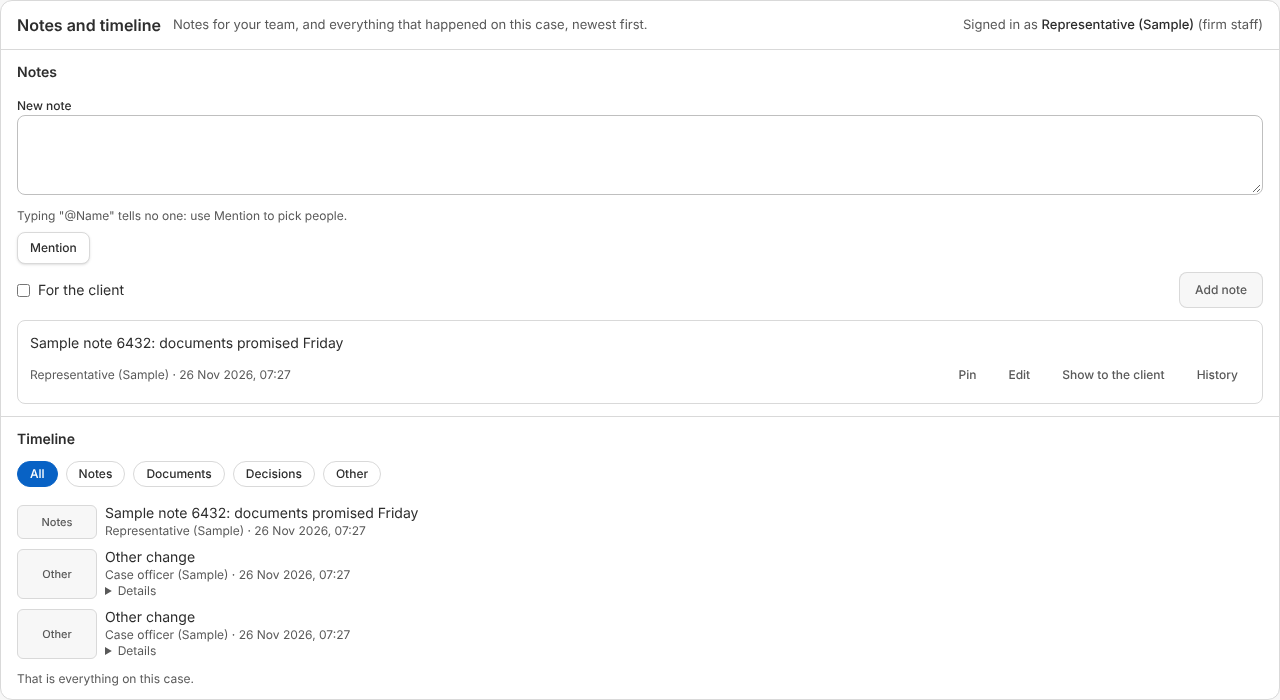 Notes and timeline Notes for your team, and everything that happened on this case, newest first. Signed in as Representative (Sample) (firm staff)
Notes
New note
Typing "@Name" tells no one: use Mention to pick people.
Mention
For the client
Add note
Sample note 6432: documents promised Friday
Representative (Sample) · 26 Nov 2026, 07:27
Pin Edit Show to the client History
Timeline
All Notes Documents Decisions Other
Notes
Sample note 6432: documents promised Friday
Representative (Sample) · 26 Nov 2026, 07:27
Other
Other change
Case officer (Sample) · 26 Nov 2026, 07:27
Details
Other
Other change
Case officer (Sample) · 26 Nov 2026, 07:27
Details
That is everything on this case.